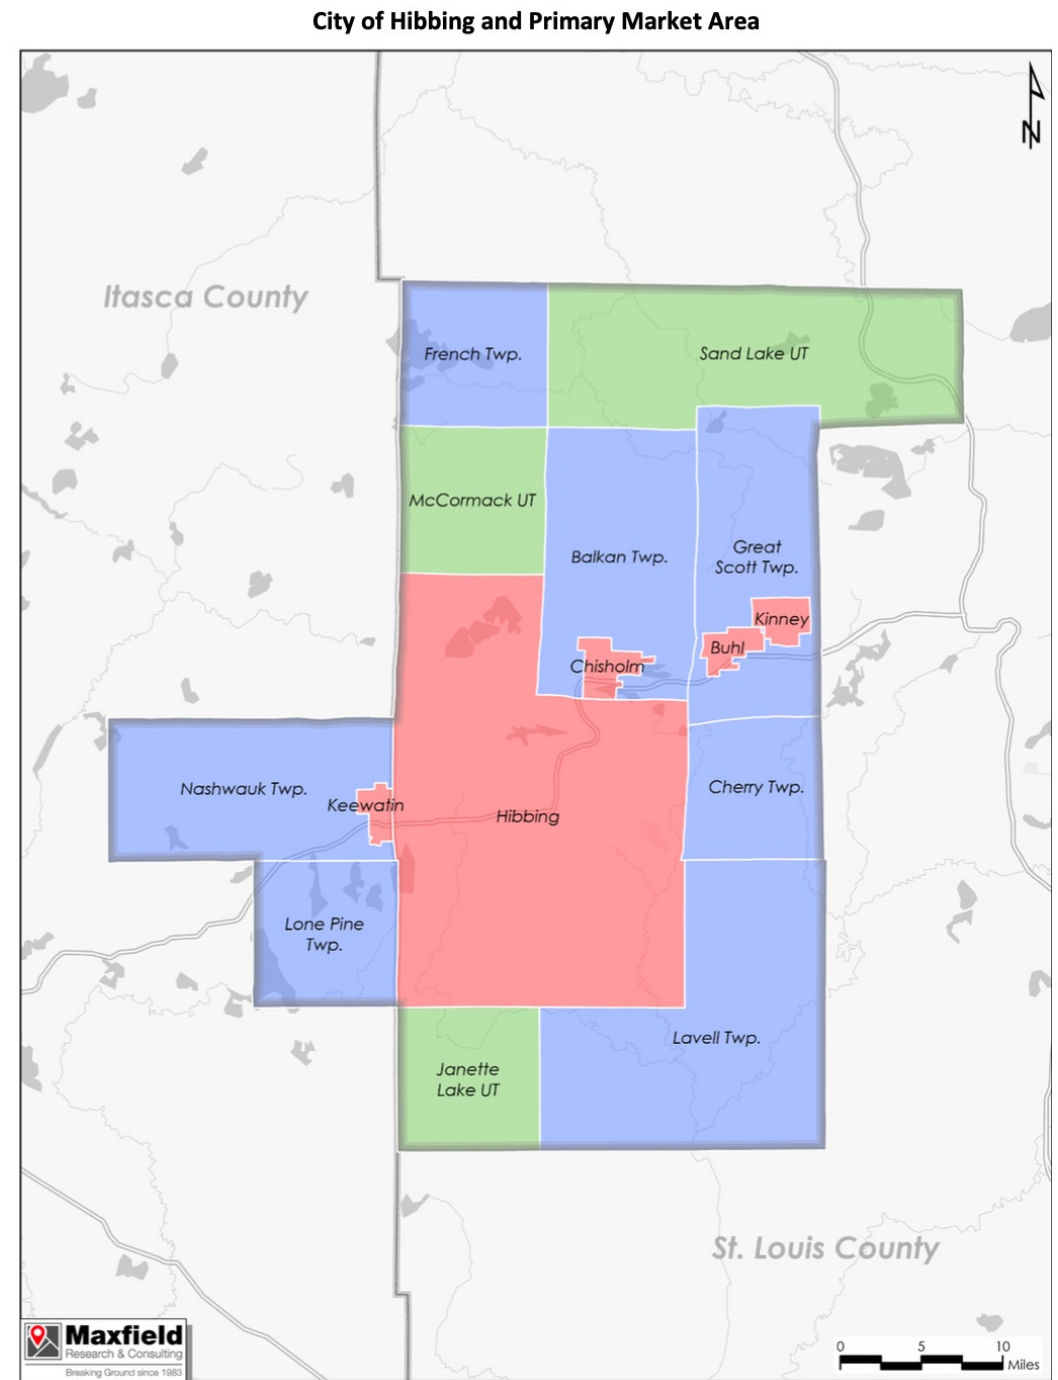 City of Hibbing and Primary Market Area
N
Itasca County
French Twp.
Sand Lake UT
McCormack UT
Balkan Twp.
Great
Scott Twp.
Kinney
Buhl
Chisholm
Nashwauk Twp.
Keewatin
Hibbing
Cherry Twp.
Lone Pine
Twp.
Lavell Twp.
Janette
Lake UT
St. Louis County
Maxfield
Research & Consulting
Breaking Ground since 1983
0 5 10
Miles